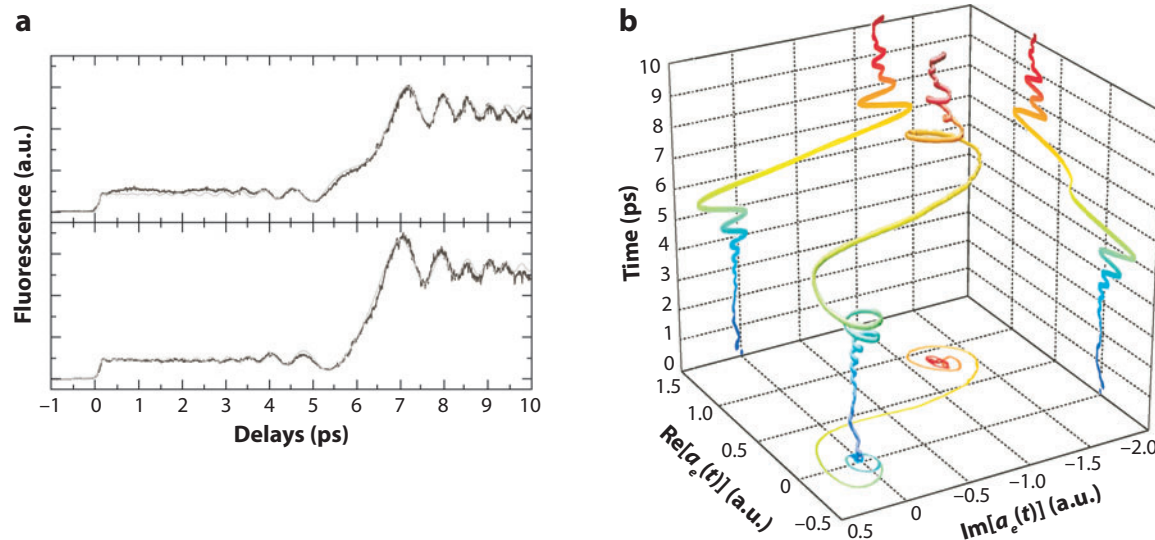 a
Fluorescence (a.u.)
−1 0 1 2 3 4 5 6 7 8 9 10
Delays (ps)
b
10
9
8
7
6
5
4
3
2
1
0
Time (ps)
1.5
1.0
0.5
0
−0.5
Re[a_e(t)] (a.u.)
0.5
0
−0.5
−1.0
−1.5
−2.0
Im[a_e(t)] (a.u.)